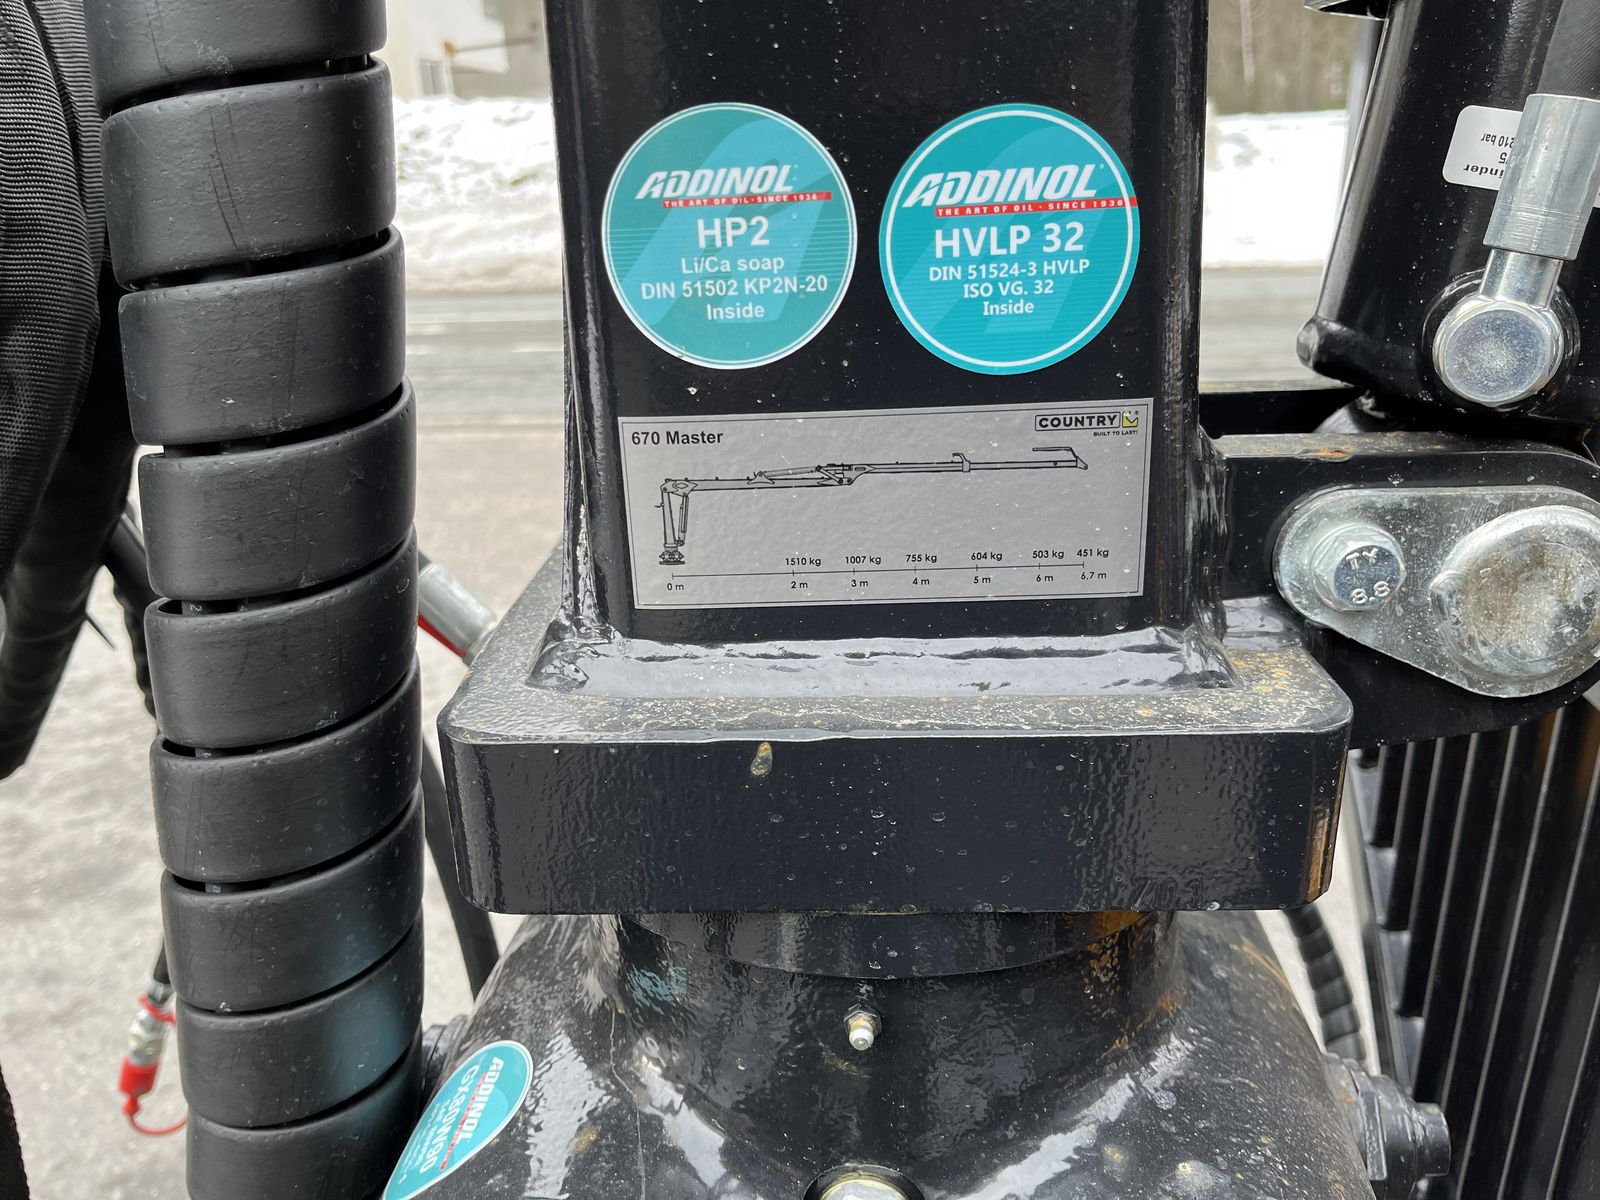 ADDINOL
THE ART OF OIL · SINCE 1936
HP2
Li/Ca soap
DIN 51502 KP2N-20
Inside
ADDINOL
THE ART OF OIL · SINCE 1936
HVLP 32
DIN 51524-3 HVLP
ISO VG. 32
Inside
210 bar
670 Master
COUNTRY
BUILT TO LAST!
1510 kg 1007 kg 755 kg 604 kg 503 kg 451 kg
0 m 2 m 3 m 4 m 5 m 6 m 6,7 m
TY
8.8
ADDINOL
GX80W90